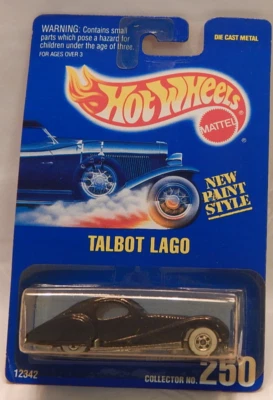 WARNING: Contains small
parts which pose a hazard for
children under the age of three.
FOR AGES OVER 3
DIE CAST METAL
Hot Wheels
MATTEL
NEW
PAINT
STYLE
TALBOT LAGO
12342
COLLECTOR NO. 250